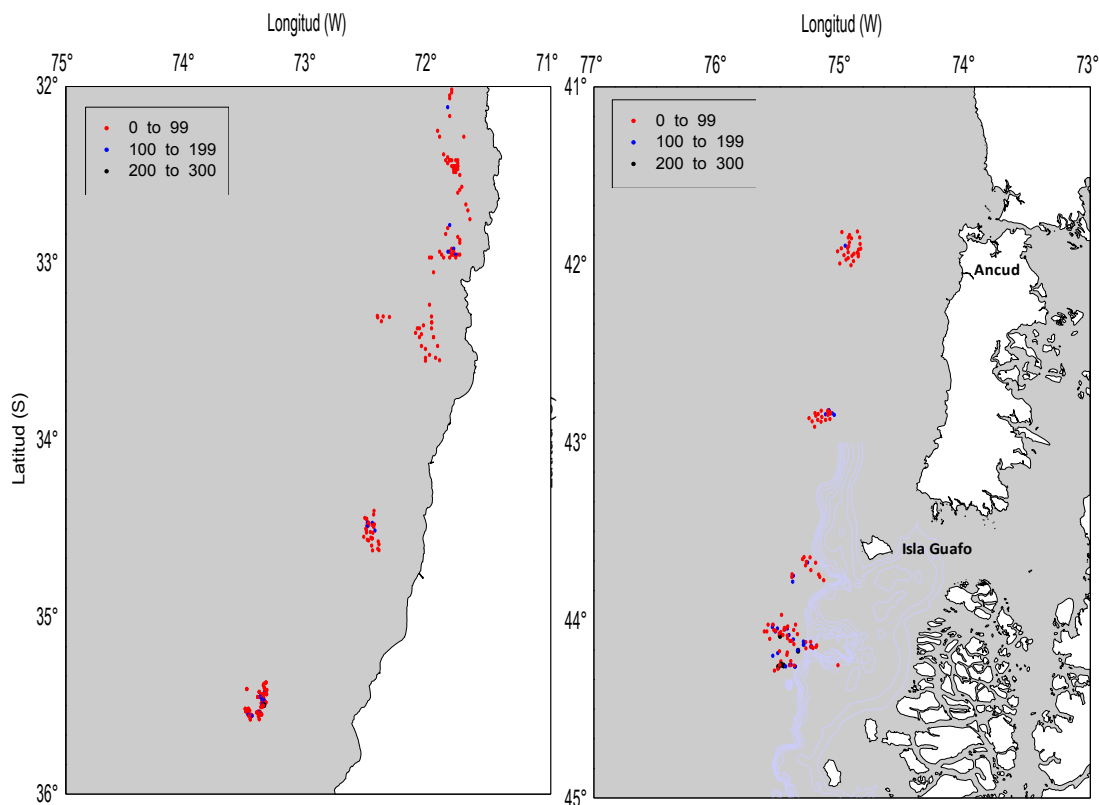 Longitud (W)
75° 74° 73° 72° 71°
32°
33°
34°
35°
36°
Latitud (S)
0 to 99
100 to 199
200 to 300
Longitud (W)
77° 76° 75° 74° 73°
41°
42°
43°
44°
45°
0 to 99
100 to 199
200 to 300
Ancud
Isla Guafo